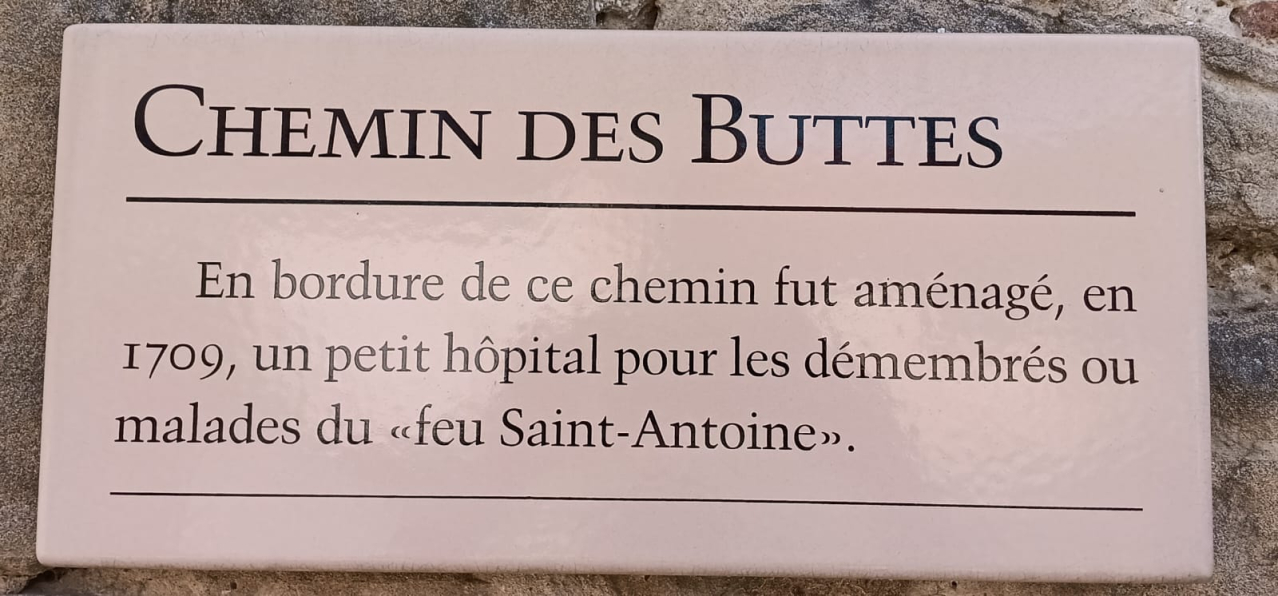 CHEMIN DES BUTTES
En bordure de ce chemin fut aménagé, en
1709, un petit hôpital pour les démembrés ou
malades du «feu Saint-Antoine».